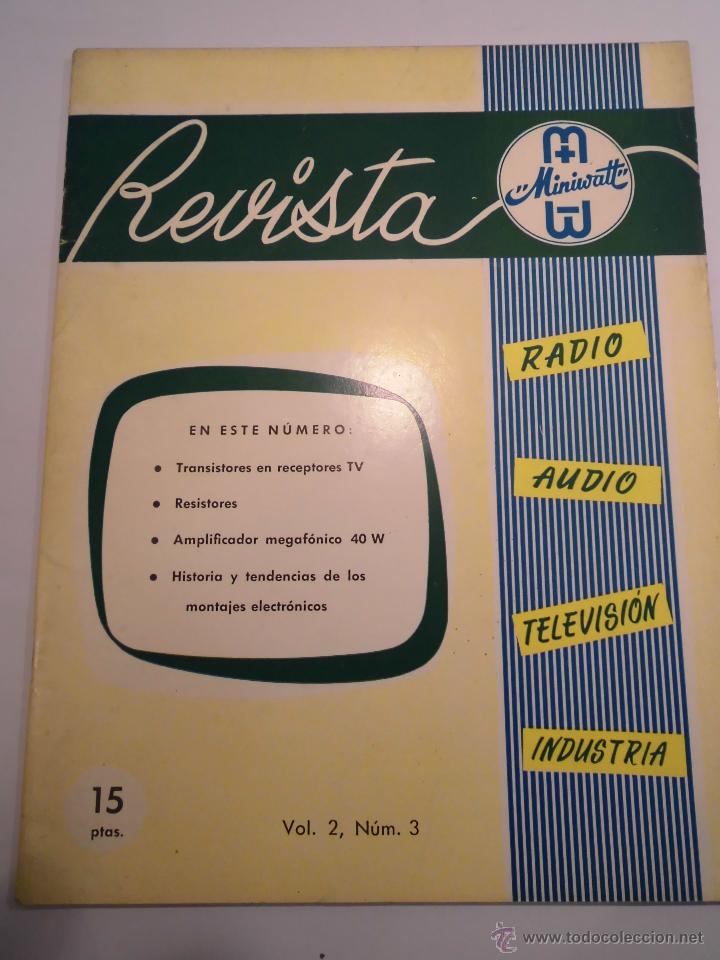 Revista
"Miniwatt"
RADIO
AUDIO
TELEVISIÓN
INDUSTRIA
EN ESTE NÚMERO:
• Transistores en receptores TV
• Resistores
• Amplificador megafónico 40 W
• Historia y tendencias de los
montajes electrónicos
15
ptas.
Vol. 2, Núm. 3
© www.todocoleccion.net